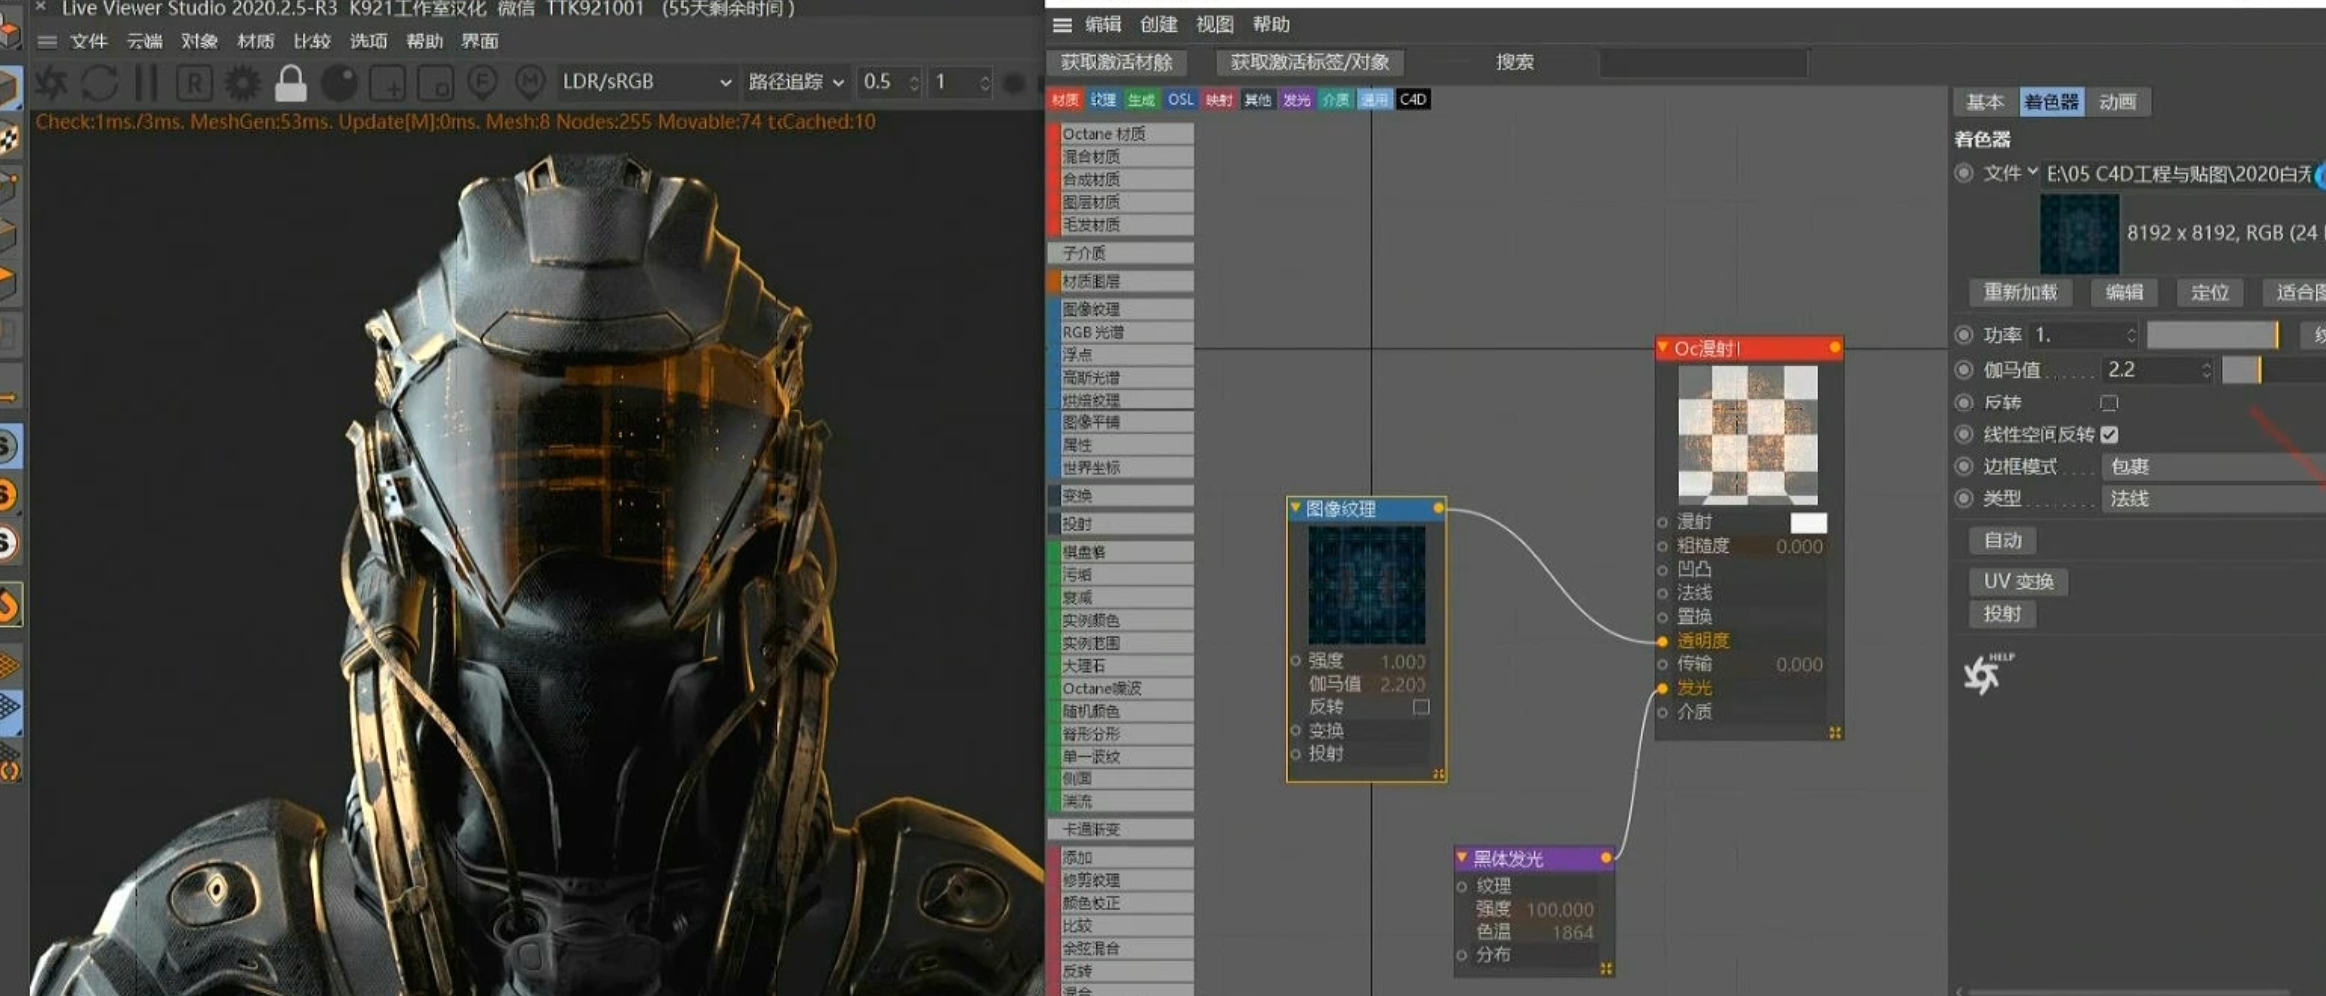 Live Viewer Studio 2020.2.5-R3 K921工作室汉化 微信 TTK921001 (55天剩余时间)
文件 云端 对象 材质 比较 选项 帮助 界面
R F M LDR/sRGB 路径追踪 0.5 1
Check:1ms./3ms. MeshGen:53ms. Update[M]:0ms. Mesh:8 Nodes:255 Movable:74 txCached:10
编辑 创建 视图 帮助
获取激活材除 获取激活标签/对象 搜索
材质 纹理 生成 OSL 映射 其他 发光 介质 通用 C4D
Octane 材质
混合材质
合成材质
图层材质
毛发材质
子介质
材质图层
图像纹理
RGB 光谱
浮点
高斯光谱
烘焙纹理
图像平铺
属性
世界坐标
变换
投射
棋盘格
污垢
衰减
实例颜色
实例范围
大理石
Octane噪波
随机颜色
脊形分形
单一波纹
侧面
湍流
卡通渐变
添加
修剪纹理
颜色校正
比较
余弦混合
反转
混合
图像纹理
强度 1.000
伽马值 2.200
反转
变换
投射
Oc漫射1
漫射
粗糙度 0.000
凹凸
法线
置换
透明度
传输 0.000
发光
介质
黑体发光
纹理
强度 100.000
色温 1864
分布
基本 着色器 动画
着色器
文件 E:\05 C4D工程与贴图\2020白无
8192 x 8192, RGB (24
重新加载 编辑 定位 适合图
功率 1.
伽马值 2.2
反转
线性空间反转
边框模式 包裹
类型 法线
自动
UV 变换
投射
HELP